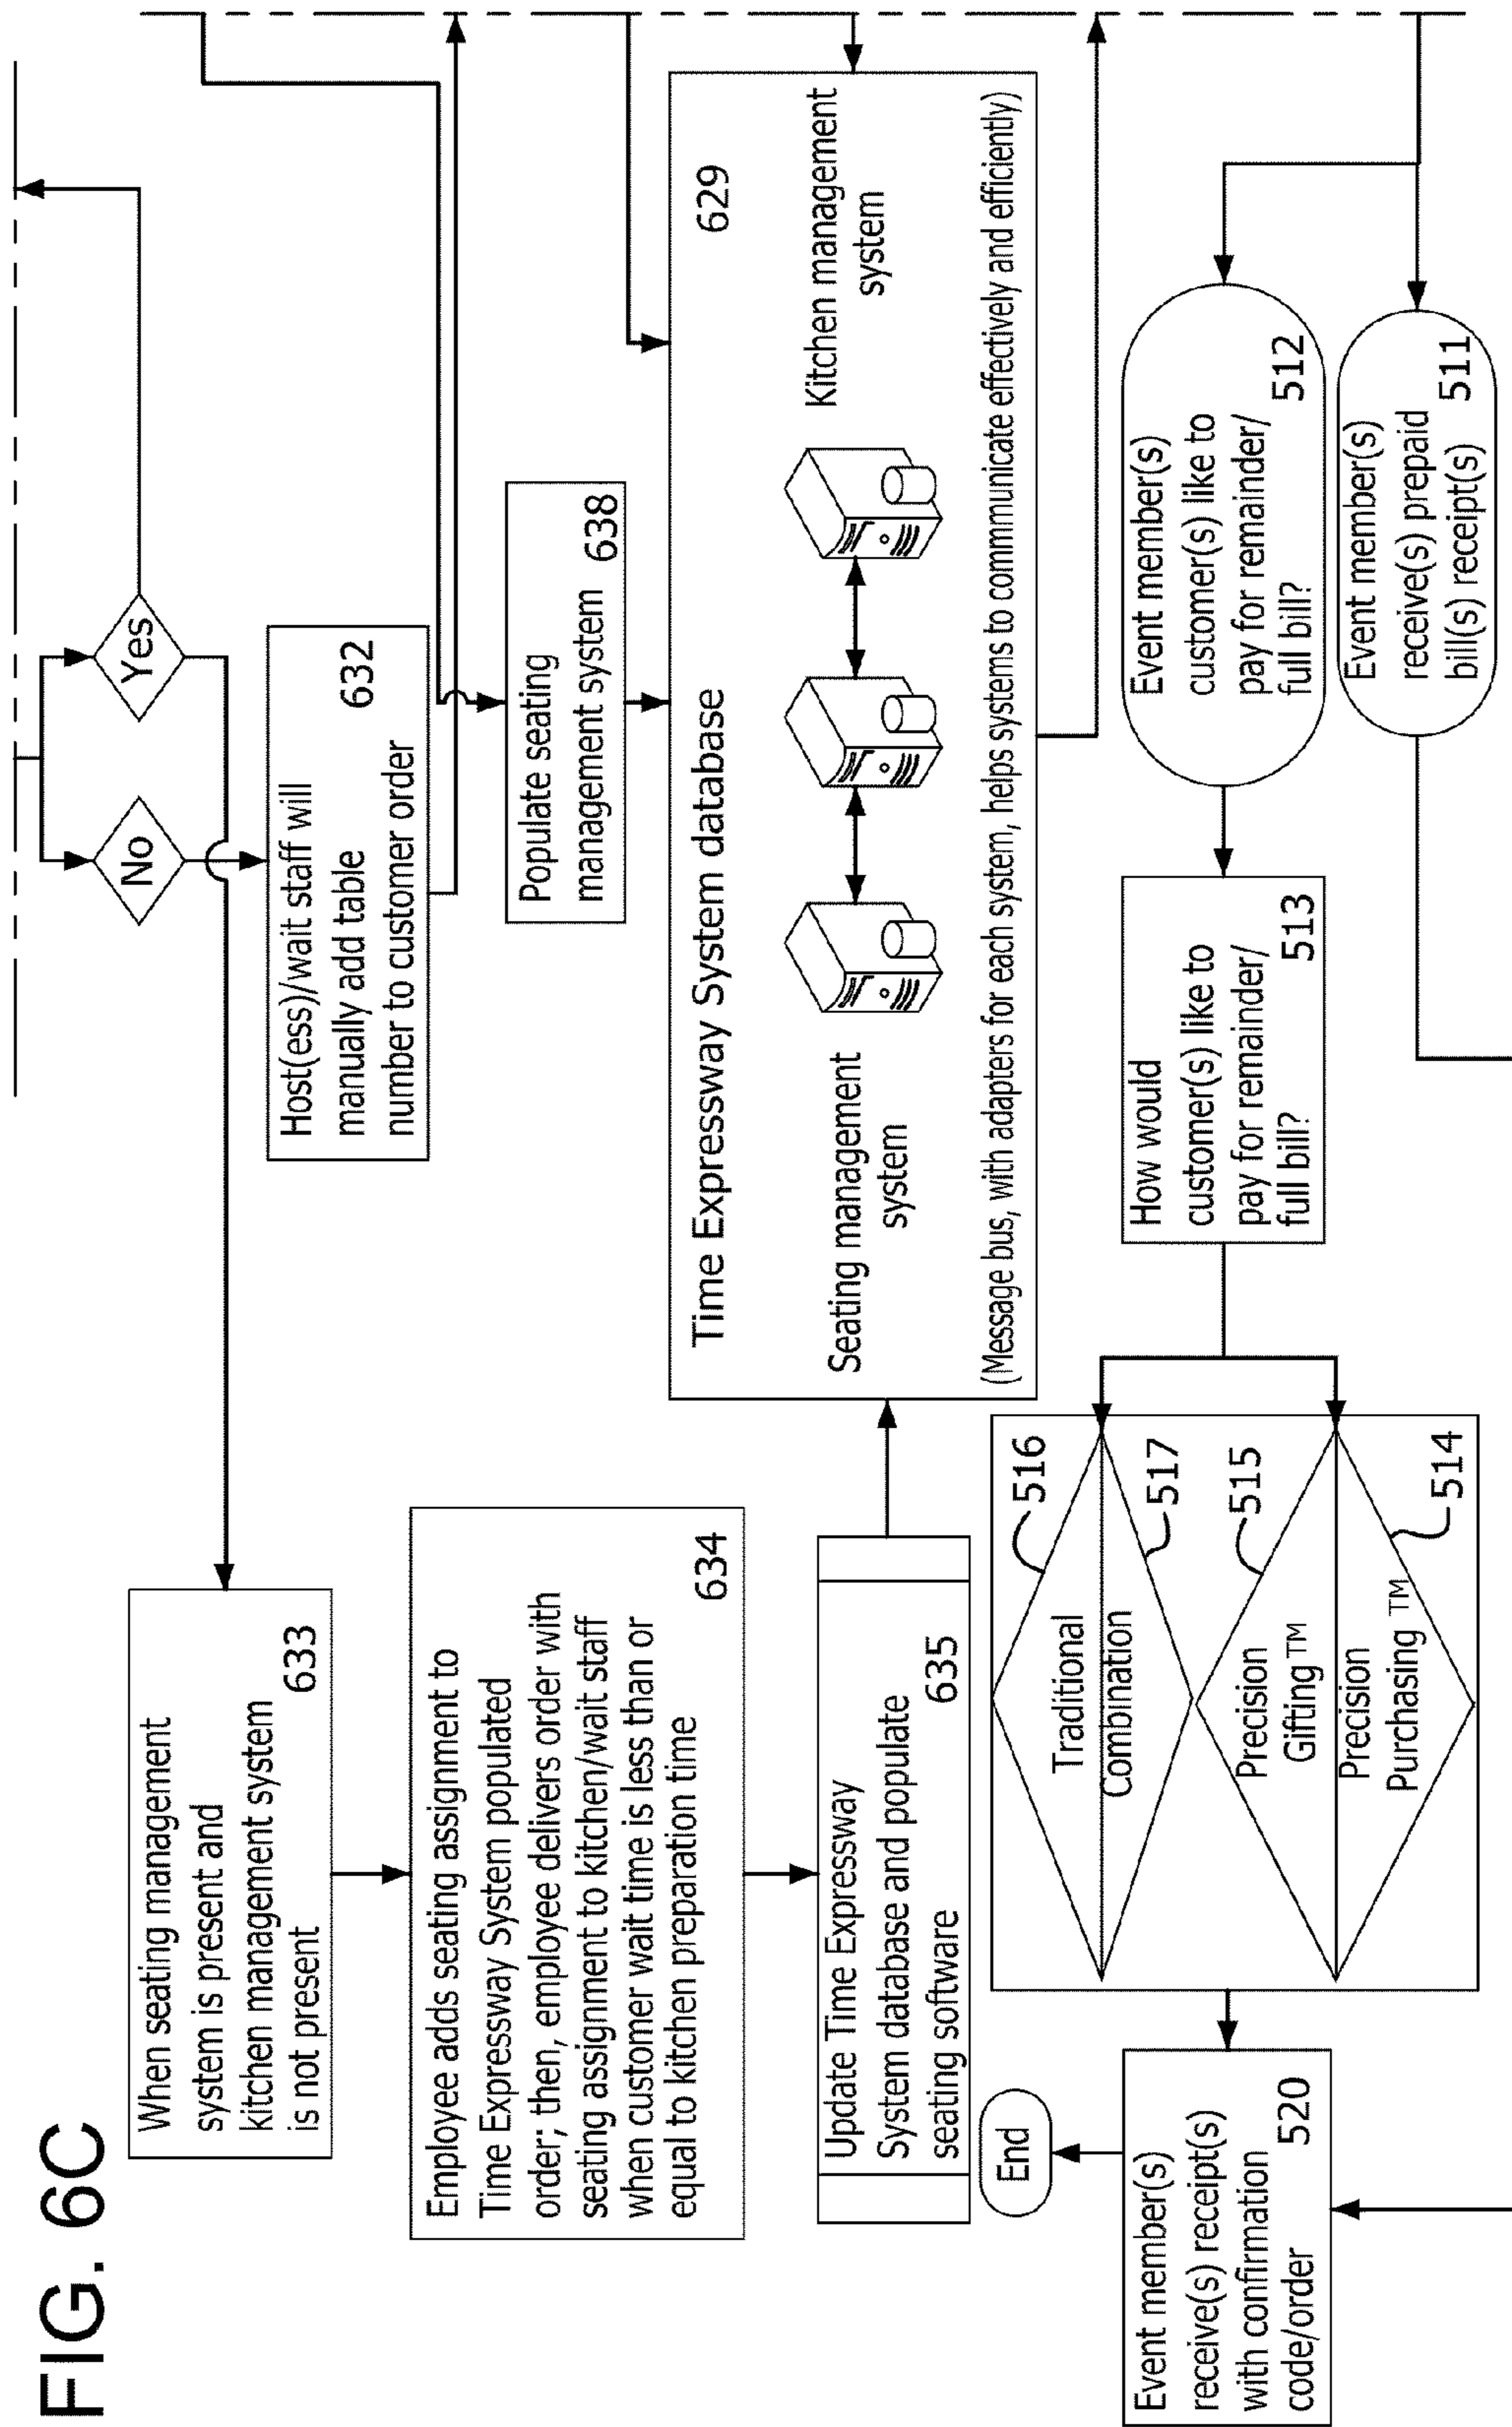 FIG. 6C
No
Yes
When seating management
system is present and
kitchen management system
is not present
633
Host(ess)/wait staff will
manually add table
number to customer order
632
Employee adds seating assignment to
Time Expressway System populated
order; then, employee delivers order with
seating assignment to kitchen/wait staff
when customer wait time is less than or
equal to kitchen preparation time
634
Populate seating
management system 638
Update Time Expressway
System database and populate
seating software
635
Time Expressway System database
629
Seating management
system
Kitchen management
system
(Message bus, with adapters for each system, helps systems to communicate effectively and efficiently)
End
Event member(s)
receive(s) receipt(s)
with confirmation
code/order
520
Traditional
Combination
516
517
Precision
Gifting™
Precision
Purchasing ™
515
514
How would
customer(s) like to
pay for remainder/
full bill?
513
Event member(s)
customer(s) like to
pay for remainder/
full bill?
512
Event member(s)
receive(s) prepaid
bill(s) receipt(s)
511